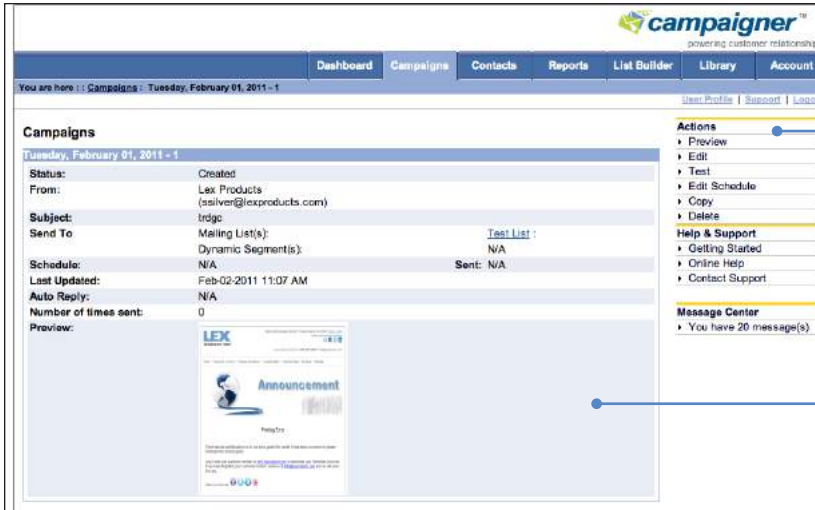 campaigner™
powering customer relationship
Dashboard Campaigns Contacts Reports List Builder Library Account
You are here : : Campaigns : Tuesday, February 01, 2011 - 1
User Profile | Support | Logo
Campaigns
Tuesday, February 01, 2011 - 1
Status: Created
From: Lex Products
(ssilver@lexproducts.com)
Subject: trdgc
Send To Mailing List(s): Test List :
Dynamic Segment(s): N/A
Schedule: N/A Sent: N/A
Last Updated: Feb-02-2011 11:07 AM
Auto Reply: N/A
Number of times sent: 0
Preview:
LEX
Announcement
Actions
Preview
Edit
Test
Edit Schedule
Copy
Delete
Help & Support
Getting Started
Online Help
Contact Support
Message Center
You have 20 message(s)